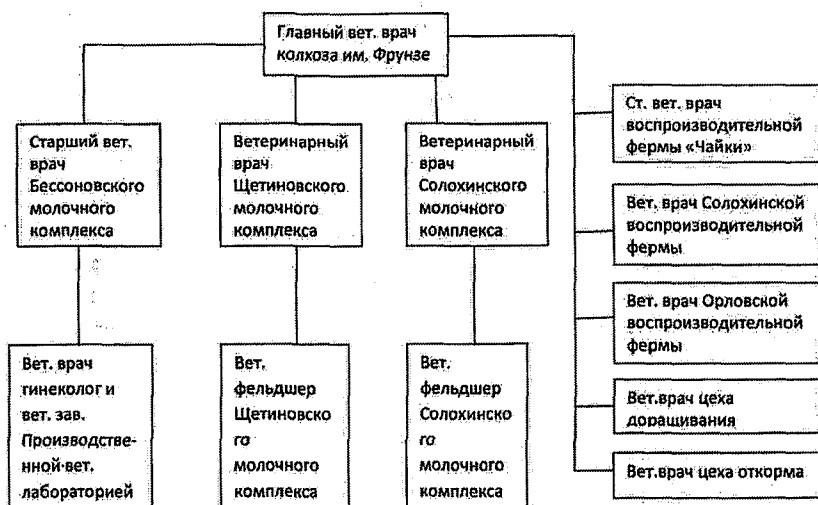 Главный вет. врач
колхоза им. Фрунзе
Старший вет.
врач
Бессоновского
молочного
комплекса
Ветеринарный
врач
Щетиновского
молочного
комплекса
Ветеринарный
врач
Солохинского
молочного
комплекса
Ст. вет. врач
воспроизводительной
фермы «Чайки»
Вет. врач Солохинской
воспроизводительной
фермы
Вет. врач Орловской
воспроизводительной
фермы
Вет.врач цеха
доращивания
Вет.врач цеха откорма
Вет. врач
гинеколог и
вет. зав.
Производстве-
нной вет.
лабораторией
Вет.
фельдшер
Щетиновско
го
молочного
комплекса
Вет.
фельдшер
Солохинско
го
молочного
комплекса